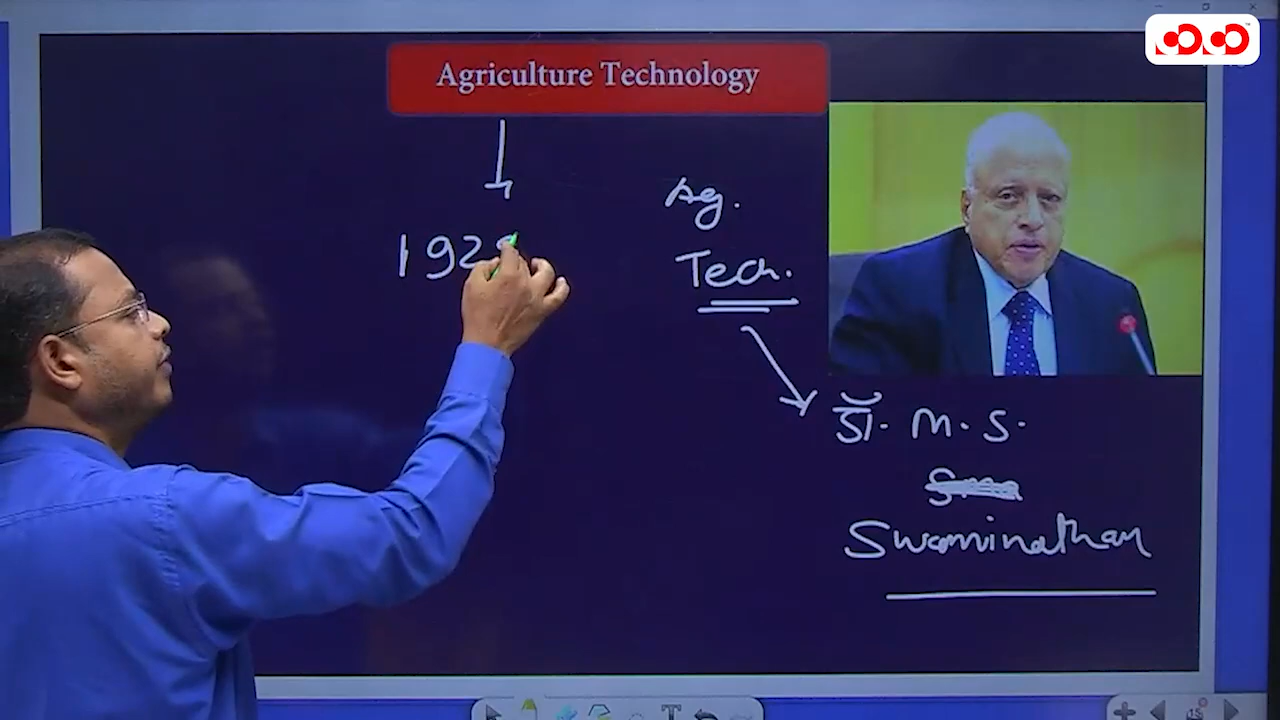 Agriculture Technology
192
Ag.
Tech.
डॉ. M. S.
Swaminathan